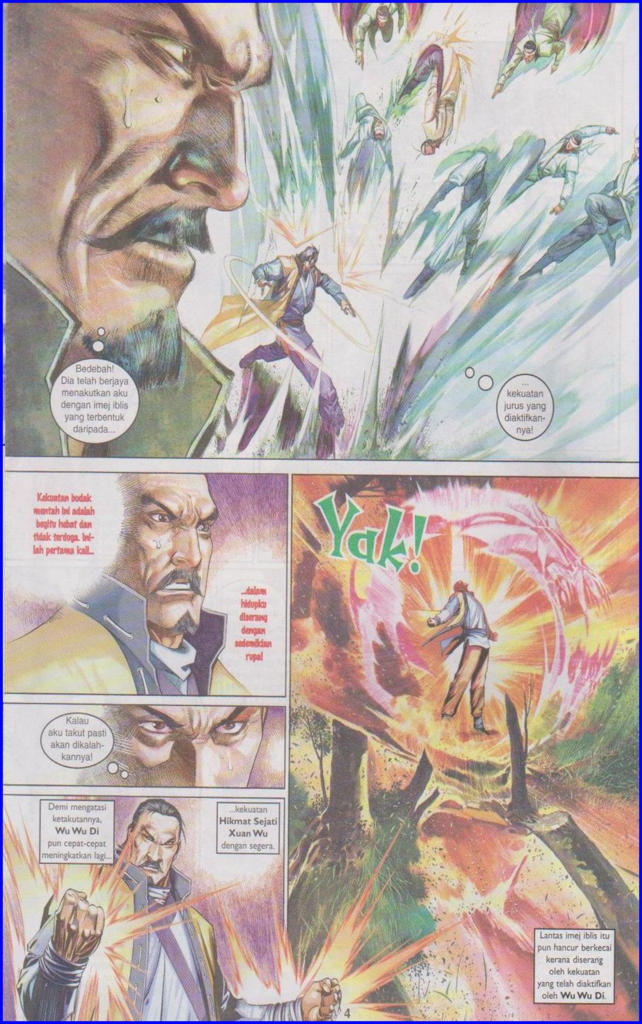 Bedebah!
Dia telah berjaya
menakutkan aku
dengan imej iblis
yang terbentuk
daripada...
...
kekuatan
jurus yang
diaktifkan-
nya!
Kekuatan budak
mentah ini adalah
begitu hebat dan
tidak terduga. Ini-
lah pertama kali...
...dalam
hidupku
diserang
dengan
sedemikian
rupa!
Yak!
Kalau
aku takut pasti
akan dikalah-
kannya!
Demi mengatasi
ketakutannya,
Wu Wu Di
pun cepat-cepat
meningkatkan lagi...
...kekuatan
Hikmat Sejati
Xuan Wu
dengan segera.
Lantas imej iblis itu
pun hancur berkecai
kerana diserang
oleh kekuatan
yang telah diaktifkan
oleh Wu Wu Di.
4